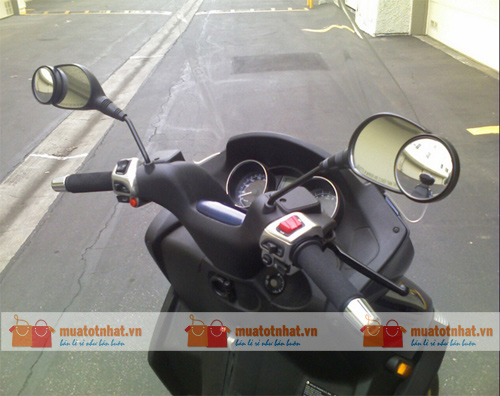 muatotnhat.vn
bán lẻ rẻ như bán buôn
muatotnhat.vn
bán lẻ rẻ như bán buôn
muatotnhat.vn
bán lẻ rẻ như bán buôn